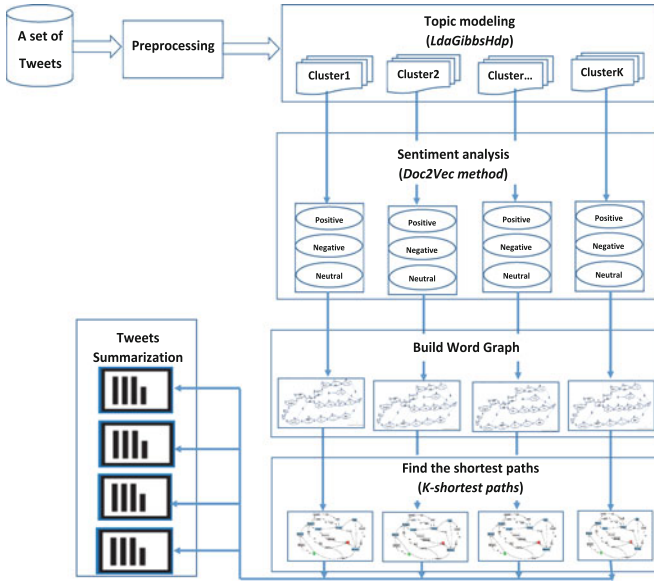 A set of
Tweets
Preprocessing
Topic modeling
(LdaGibbsHdp)
Cluster1
Cluster2
Cluster...
ClusterK
Sentiment analysis
(Doc2Vec method)
Positive
Negative
Neutral
Positive
Negative
Neutral
Positive
Negative
Neutral
Positive
Negative
Neutral
Tweets
Summarization
Build Word Graph
Find the shortest paths
(K-shortest paths)